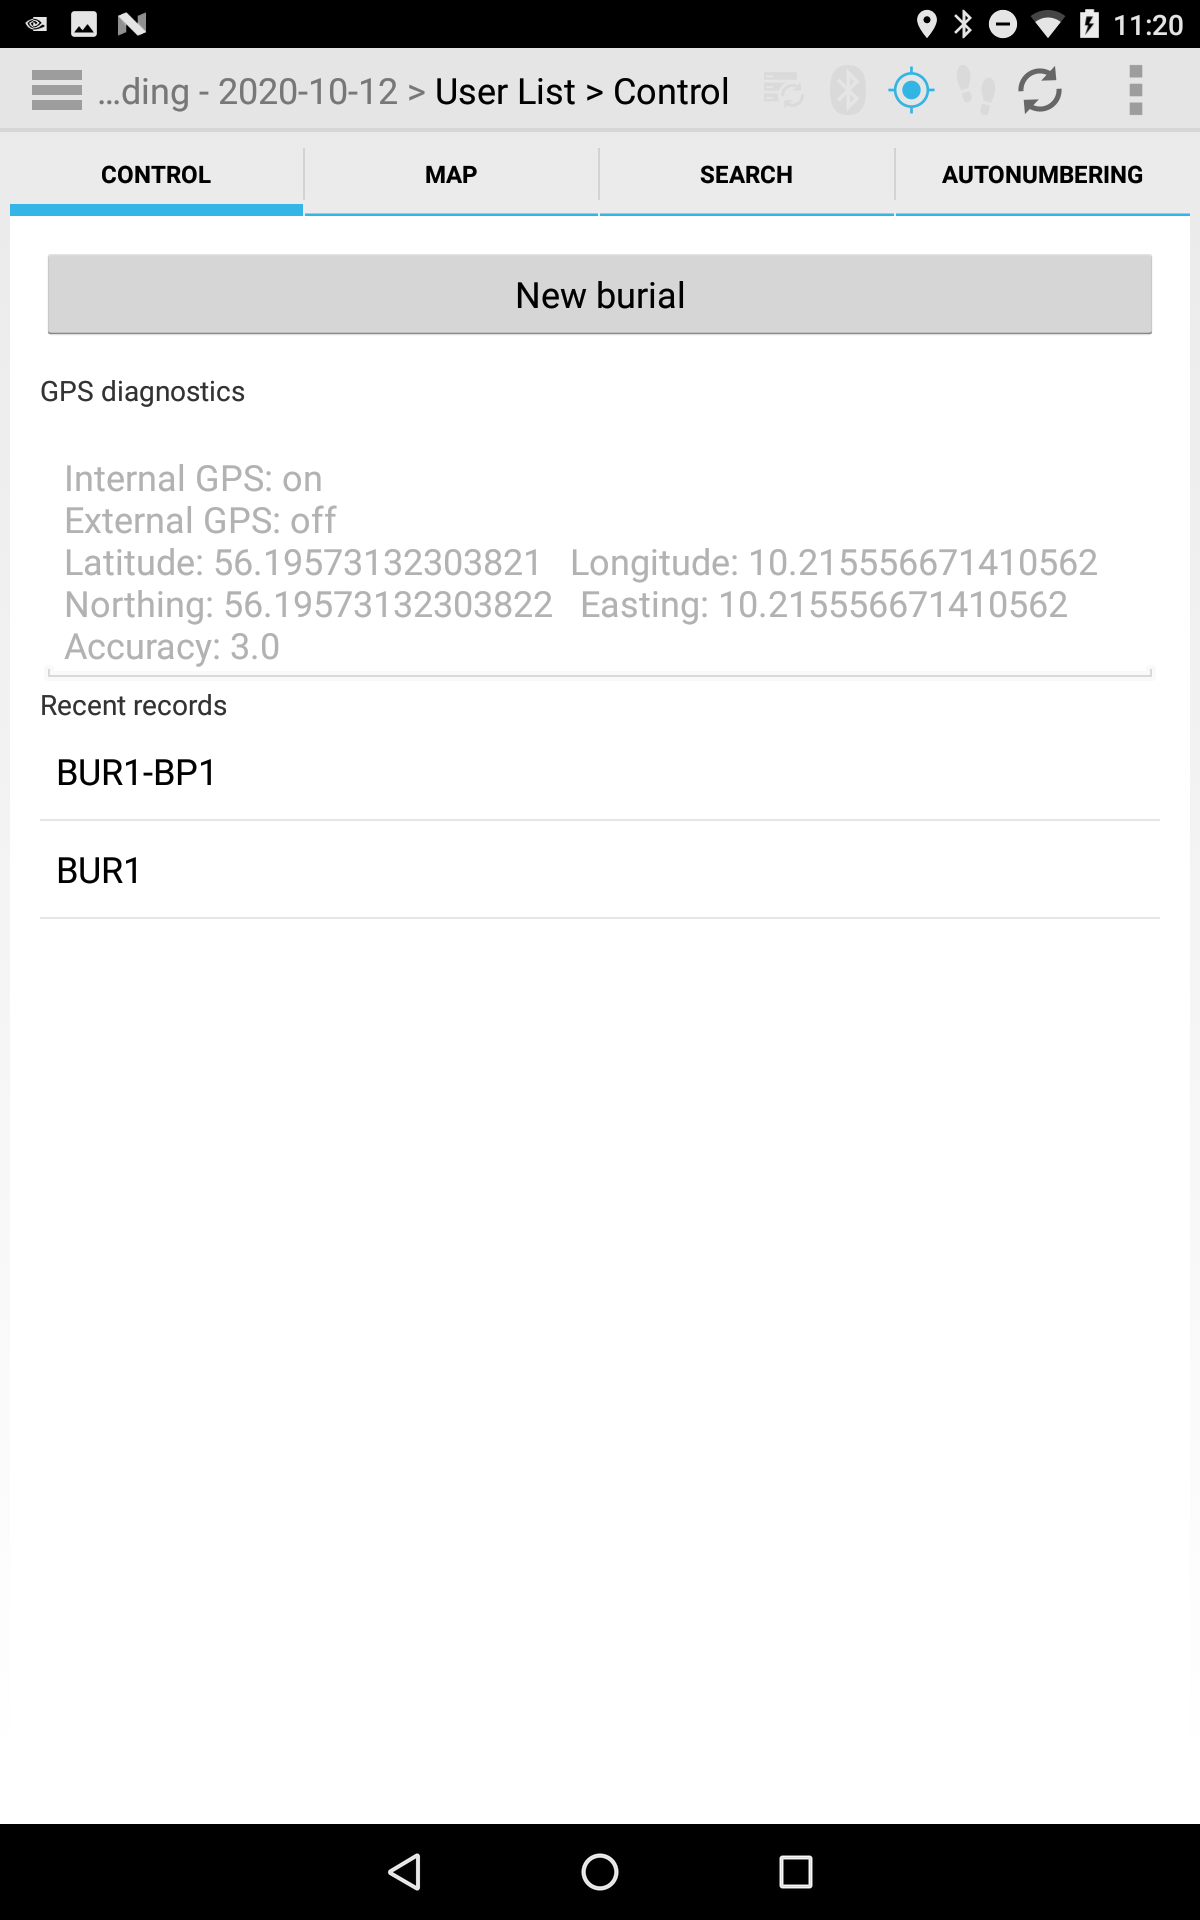 11:20
…ding - 2020-10-12 > User List > Control
CONTROL MAP SEARCH AUTONUMBERING
New burial
GPS diagnostics
Internal GPS: on
External GPS: off
Latitude: 56.19573132303821 Longitude: 10.215556671410562
Northing: 56.19573132303822 Easting: 10.215556671410562
Accuracy: 3.0
Recent records
BUR1-BP1
BUR1